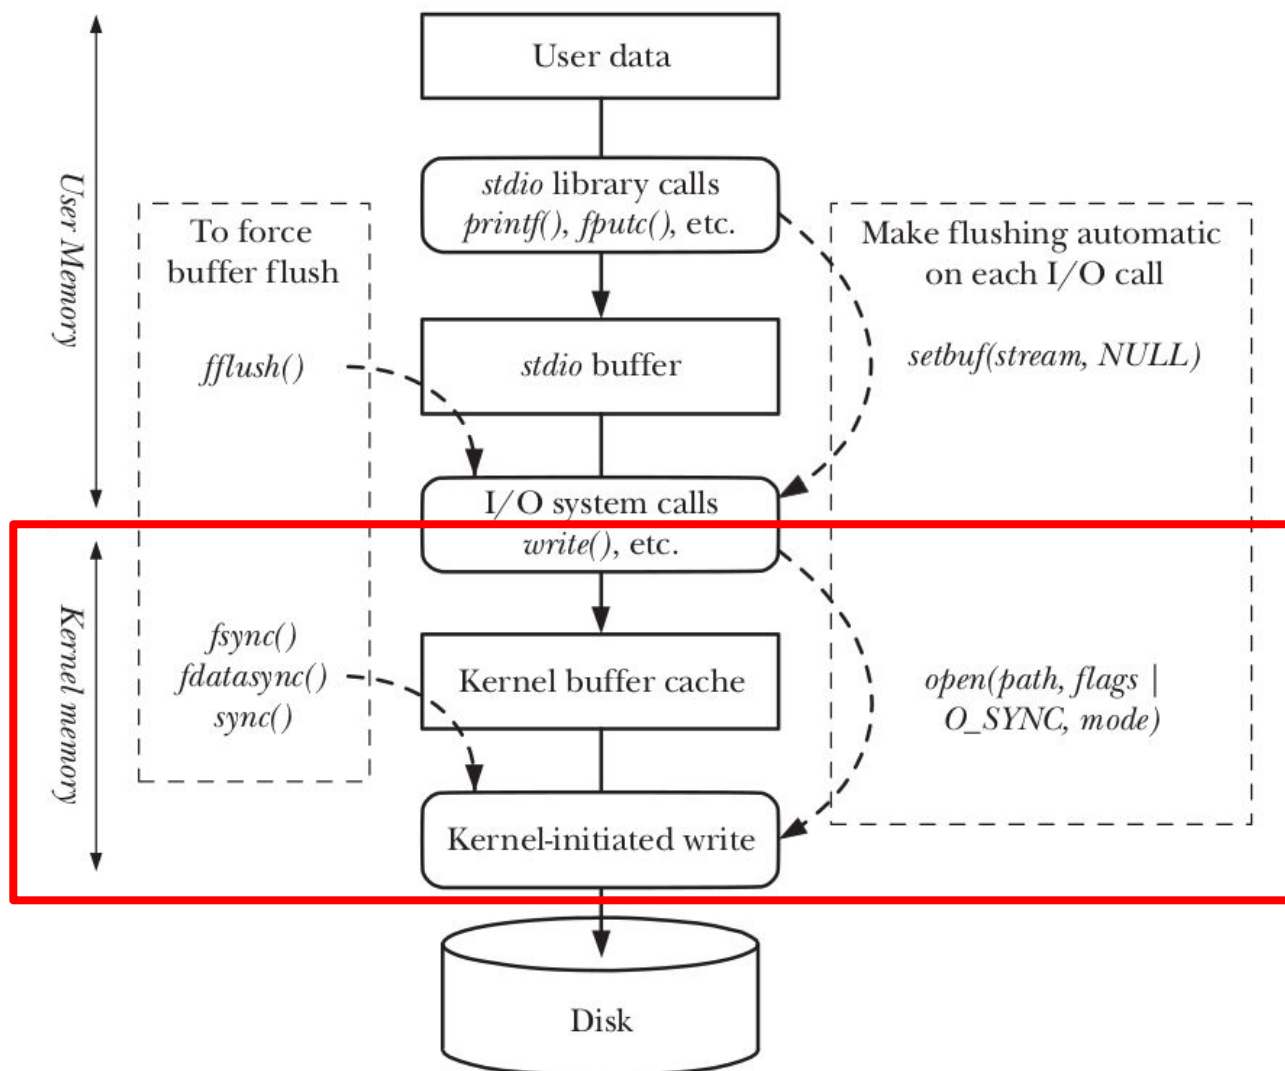 User data
stdio library calls
printf(), fputc(), etc.
User Memory
To force
buffer flush
Make flushing automatic
on each I/O call
fflush()
stdio buffer
setbuf(stream, NULL)
I/O system calls
write(), etc.
Kernel memory
fsync()
fdatasync()
sync()
Kernel buffer cache
open(path, flags |
O_SYNC, mode)
Kernel-initiated write
Disk